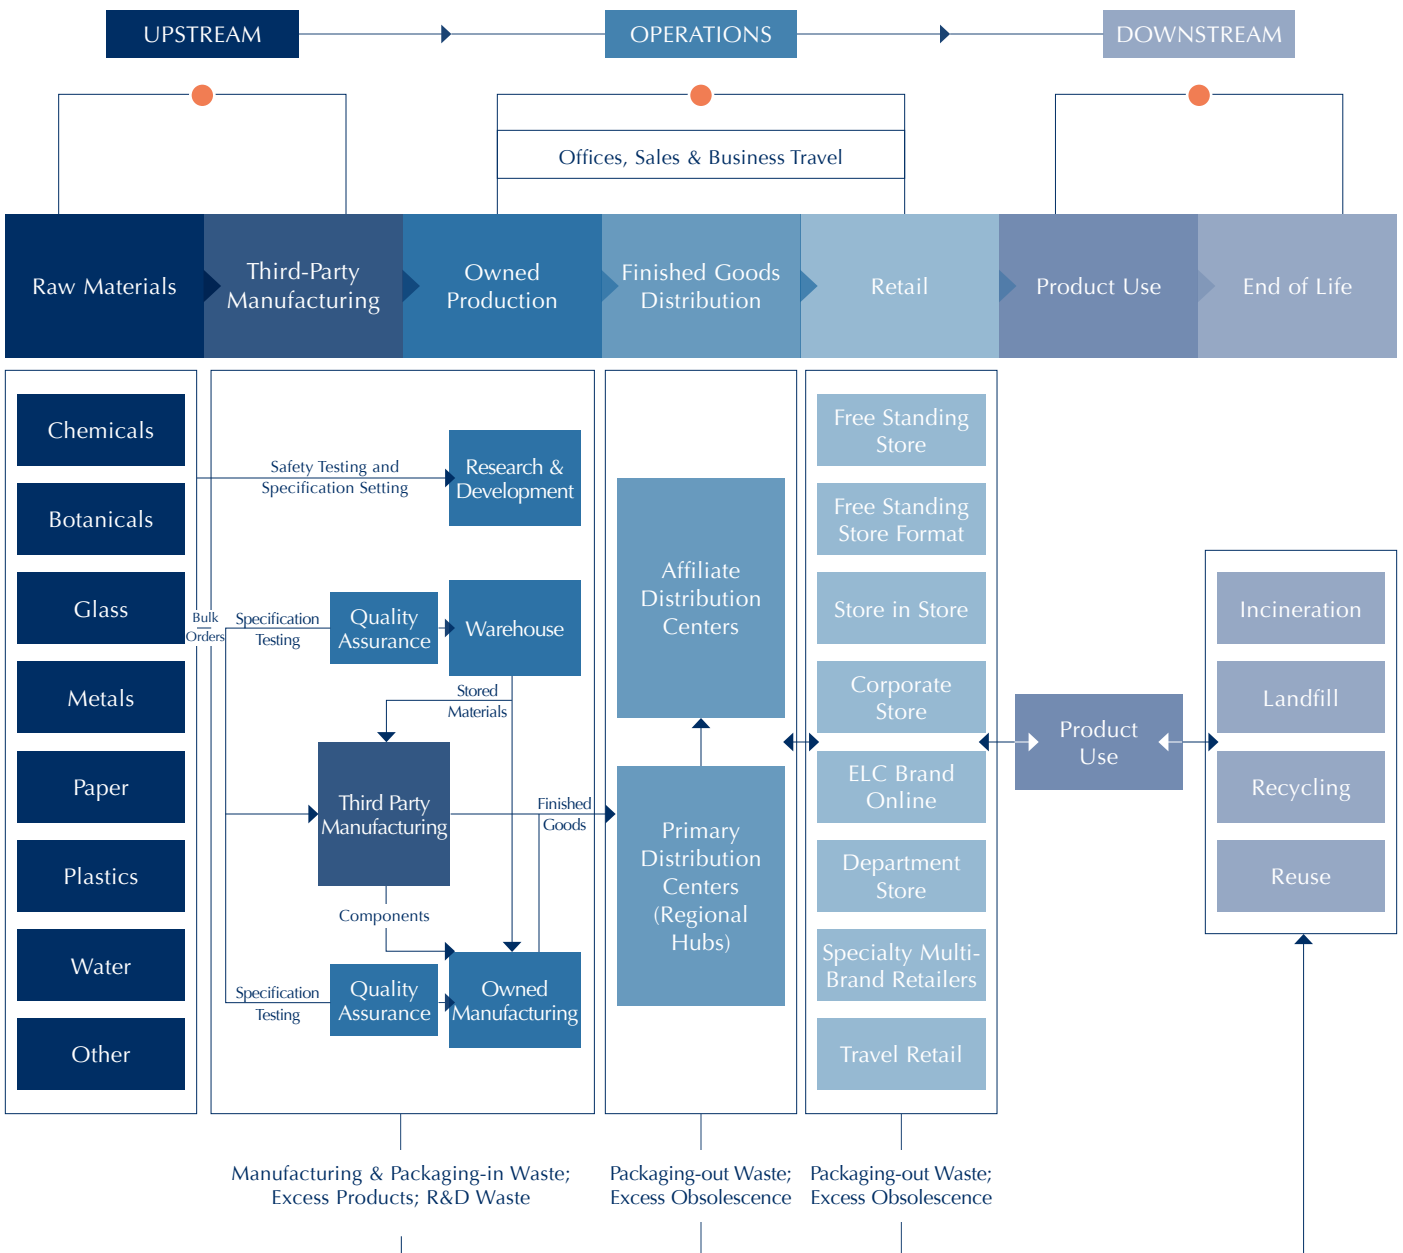 UPSTREAM
OPERATIONS
DOWNSTREAM
Offices, Sales & Business Travel
Raw Materials
Third-Party
Manufacturing
Owned
Production
Finished Goods
Distribution
Retail
Product Use
End of Life
Chemicals
Botanicals
Glass
Metals
Paper
Plastics
Water
Other
Safety Testing and
Specification Setting
Research &
Development
Bulk
Orders
Specification
Testing
Quality
Assurance
Warehouse
Stored
Materials
Third Party
Manufacturing
Finished
Goods
Components
Specification
Testing
Quality
Assurance
Owned
Manufacturing
Affiliate
Distribution
Centers
Primary
Distribution
Centers
(Regional
Hubs)
Free Standing
Store
Free Standing
Store Format
Store in Store
Corporate
Store
ELC Brand
Online
Department
Store
Specialty Multi-
Brand Retailers
Travel Retail
Product
Use
Incineration
Landfill
Recycling
Reuse
Manufacturing & Packaging-in Waste;
Excess Products; R&D Waste
Packaging-out Waste;
Excess Obsolescence
Packaging-out Waste;
Excess Obsolescence